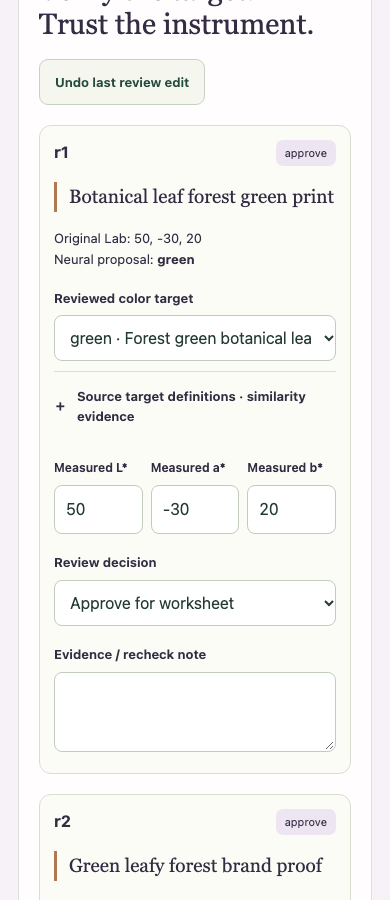 Trust the instrument.
Undo last review edit
r1
approve
Botanical leaf forest green print
Original Lab: 50, -30, 20
Neural proposal: green
Reviewed color target
green · Forest green botanical lea
+
Source target definitions · similarity
evidence
Measured L*
Measured a*
Measured b*
50
-30
20
Review decision
Approve for worksheet
Evidence / recheck note
r2
approve
Green leafy forest brand proof